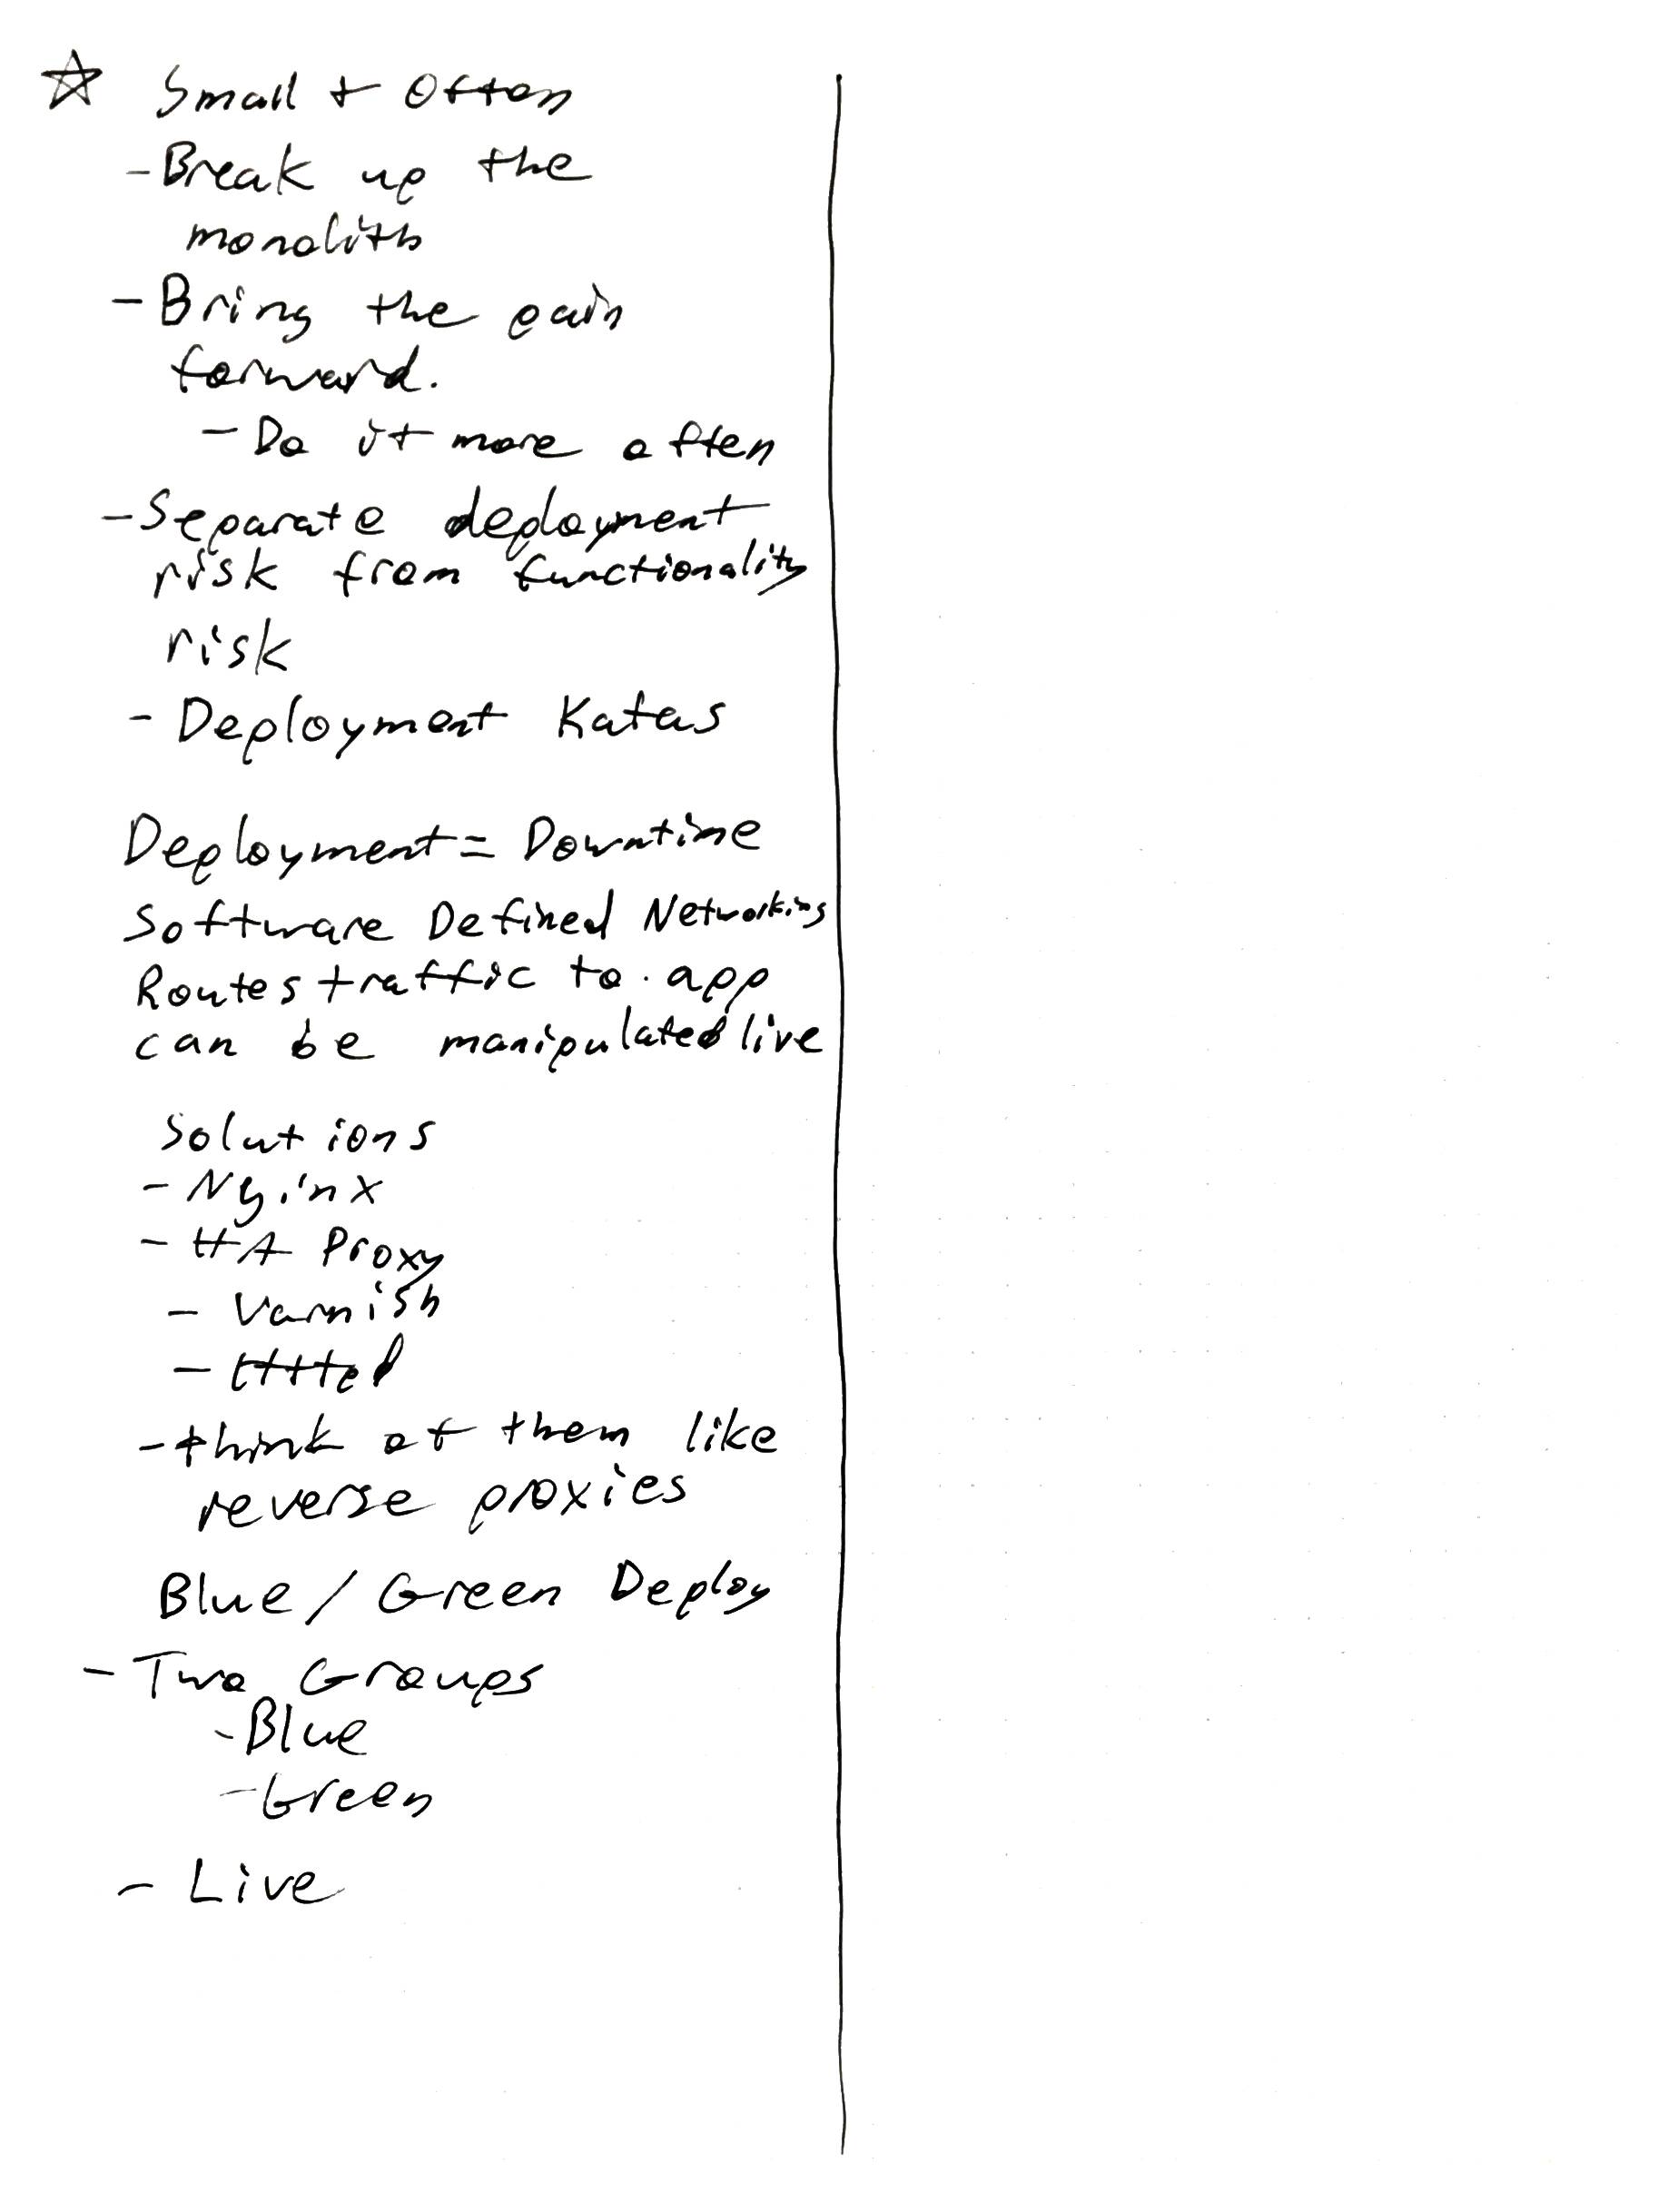 ☆ Small + Often
- Break up the
monolith
- Bring the pain
forward.
- Do it more often
- Separate deployment
risk from functionality
risk
- Deployment Katas
Deployment = Downtime
Software Defined Networking
Routes traffic to app
can be manipulated live
Solutions
- Nginx
- HA Proxy
- Varnish
- Httpd
- think of them like
reverse proxies
Blue / Green Deploy
- Two Groups
- Blue
- Green
- Live